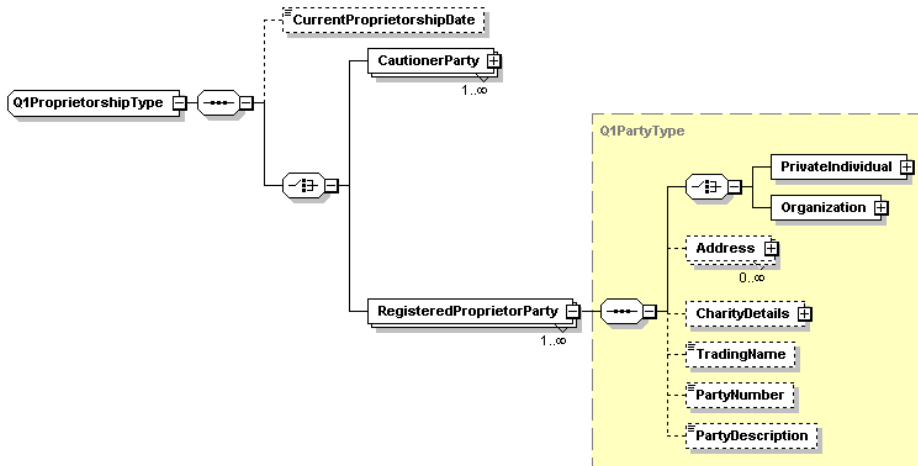 CurrentProprietorshipDate
CautionerParty
1..∞
Q1ProprietorshipType
Q1PartyType
PrivateIndividual
Organization
Address
0..∞
RegisteredProprietorParty
1..∞
CharityDetails
TradingName
PartyNumber
PartyDescription